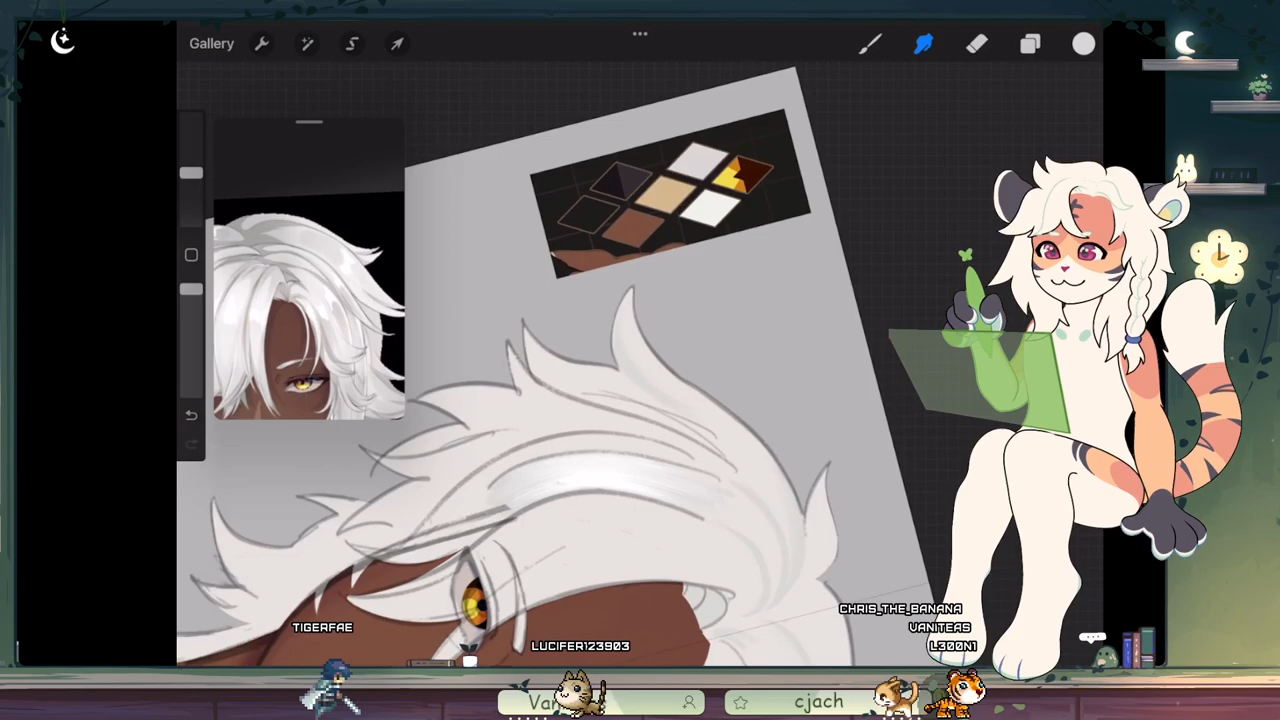 Gallery
CHRIS_THE_BANANA
TIGERFAE
VANITEAS
LUCIFER123903
L300N1
cjach